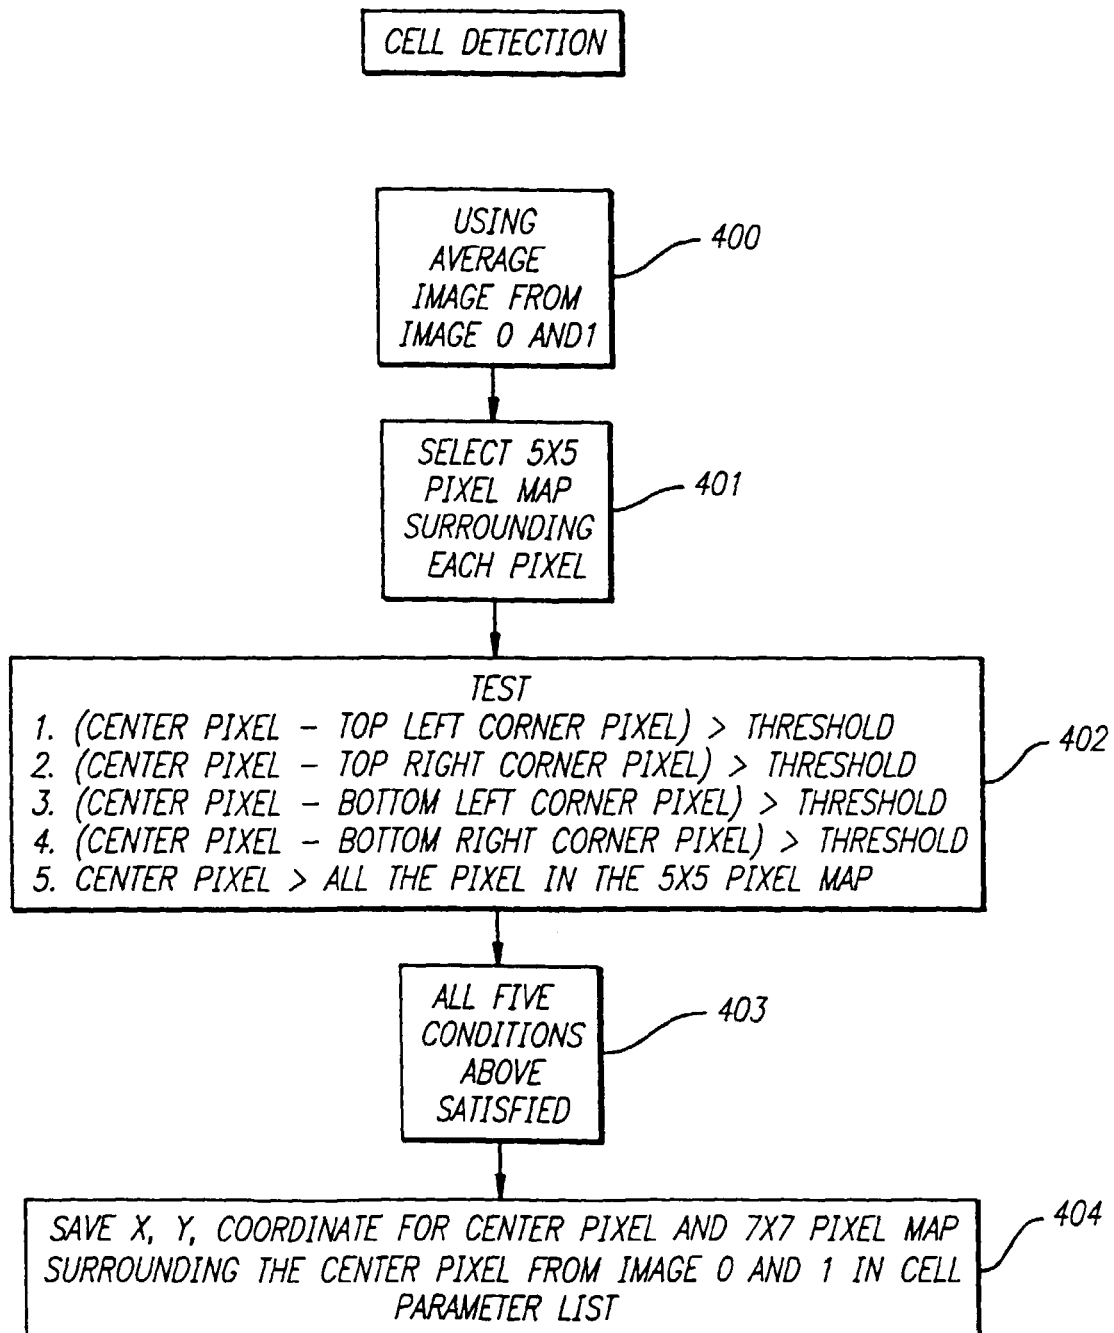 CELL DETECTION
USING
AVERAGE
IMAGE FROM
IMAGE 0 AND1
400
SELECT 5X5
PIXEL MAP
SURROUNDING
EACH PIXEL
401
TEST
1. (CENTER PIXEL – TOP LEFT CORNER PIXEL) > THRESHOLD
2. (CENTER PIXEL – TOP RIGHT CORNER PIXEL) > THRESHOLD
3. (CENTER PIXEL – BOTTOM LEFT CORNER PIXEL) > THRESHOLD
4. (CENTER PIXEL – BOTTOM RIGHT CORNER PIXEL) > THRESHOLD
5. CENTER PIXEL > ALL THE PIXEL IN THE 5X5 PIXEL MAP
402
ALL FIVE
CONDITIONS
ABOVE
SATISFIED
403
SAVE X, Y, COORDINATE FOR CENTER PIXEL AND 7X7 PIXEL MAP
SURROUNDING THE CENTER PIXEL FROM IMAGE 0 AND 1 IN CELL
PARAMETER LIST
404